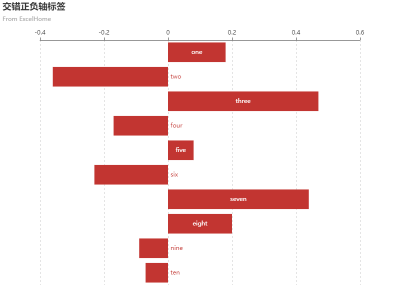 交错正负轴标签
From ExcelHome
-0.4 -0.2 0 0.2 0.4 0.6
one
two
three
four
five
six
seven
eight
nine
ten